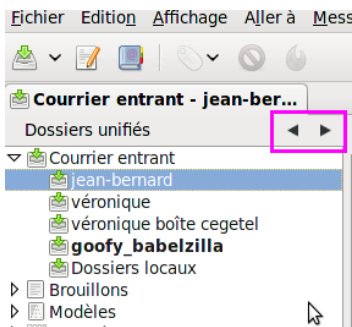 Fichier Edition Affichage Aller à Mess
Courrier entrant - jean-ber...
Dossiers unifiés
Courrier entrant
jean-bernard
véronique
véronique boîte cegetel
goofy_babelzilla
Dossiers locaux
Brouillons
Modèles